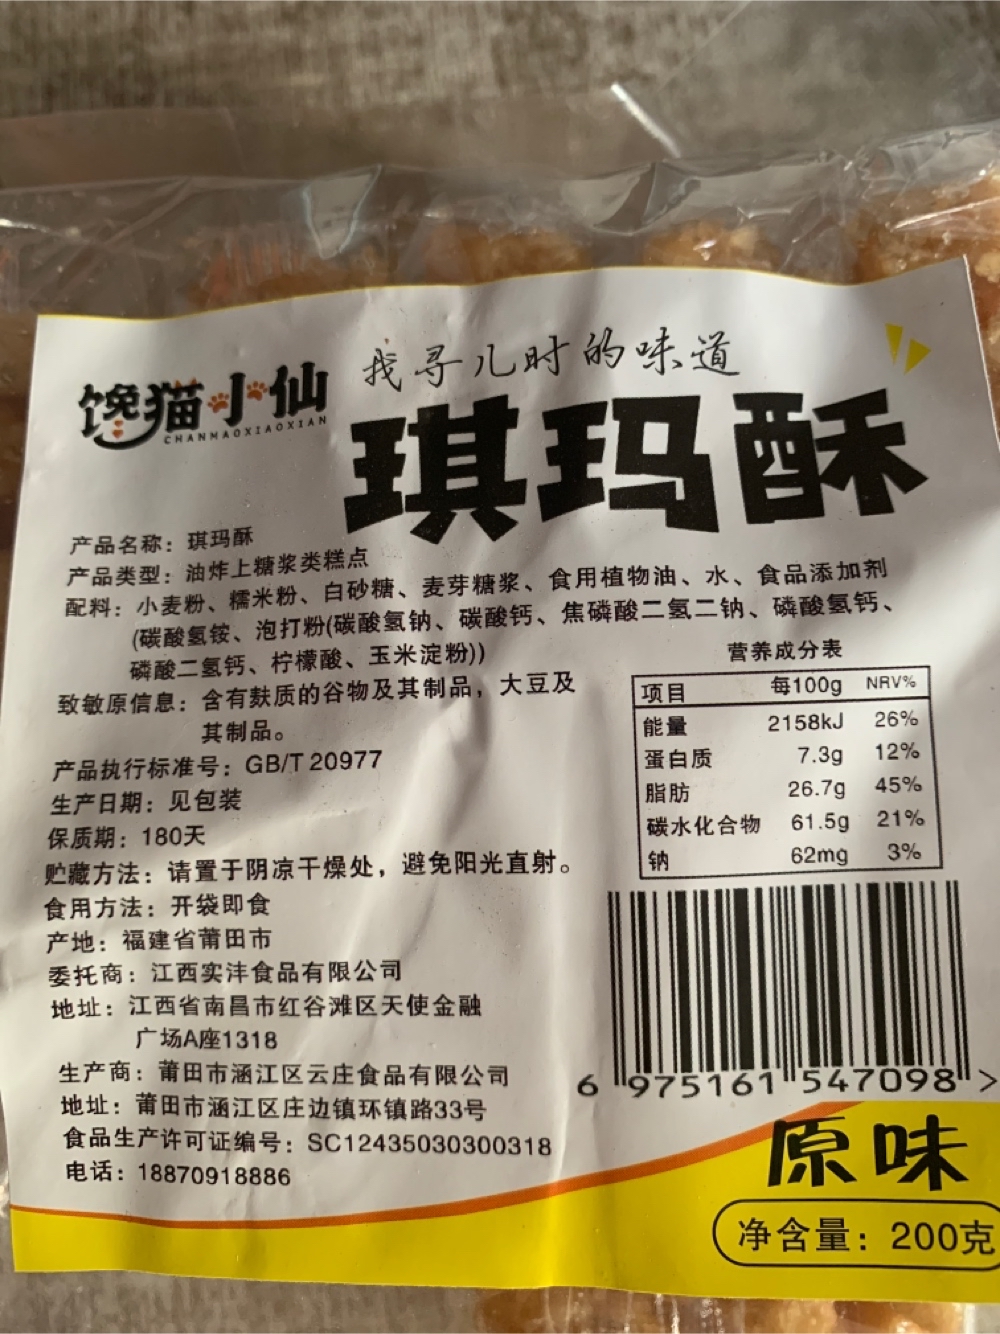 找寻儿时的味道
馋猫小仙
CHANMAOXIAOXIAN
琪玛酥
产品名称：琪玛酥
产品类型：油炸上糖浆类糕点
配料：小麦粉、糯米粉、白砂糖、麦芽糖浆、食用植物油、水、食品添加剂
(碳酸氢铵、泡打粉(碳酸氢钠、碳酸钙、焦磷酸二氢二钠、磷酸氢钙、
磷酸二氢钙、柠檬酸、玉米淀粉))
致敏原信息：含有麸质的谷物及其制品，大豆及
其制品。
产品执行标准号：GB/T 20977
生产日期：见包装
保质期：180天
贮藏方法：请置于阴凉干燥处，避免阳光直射。
食用方法：开袋即食
产地：福建省莆田市
委托商：江西实沣食品有限公司
地址：江西省南昌市红谷滩区天使金融
广场A座1318
生产商：莆田市涵江区云庄食品有限公司
地址：莆田市涵江区庄边镇环镇路33号
食品生产许可证编号：SC12435030300318
电话：18870918886
营养成分表
项目 每100g NRV%
能量 2158kJ 26%
蛋白质 7.3g 12%
脂肪 26.7g 45%
碳水化合物 61.5g 21%
钠 62mg 3%
6 975161 547098 >
原味
净含量：200克